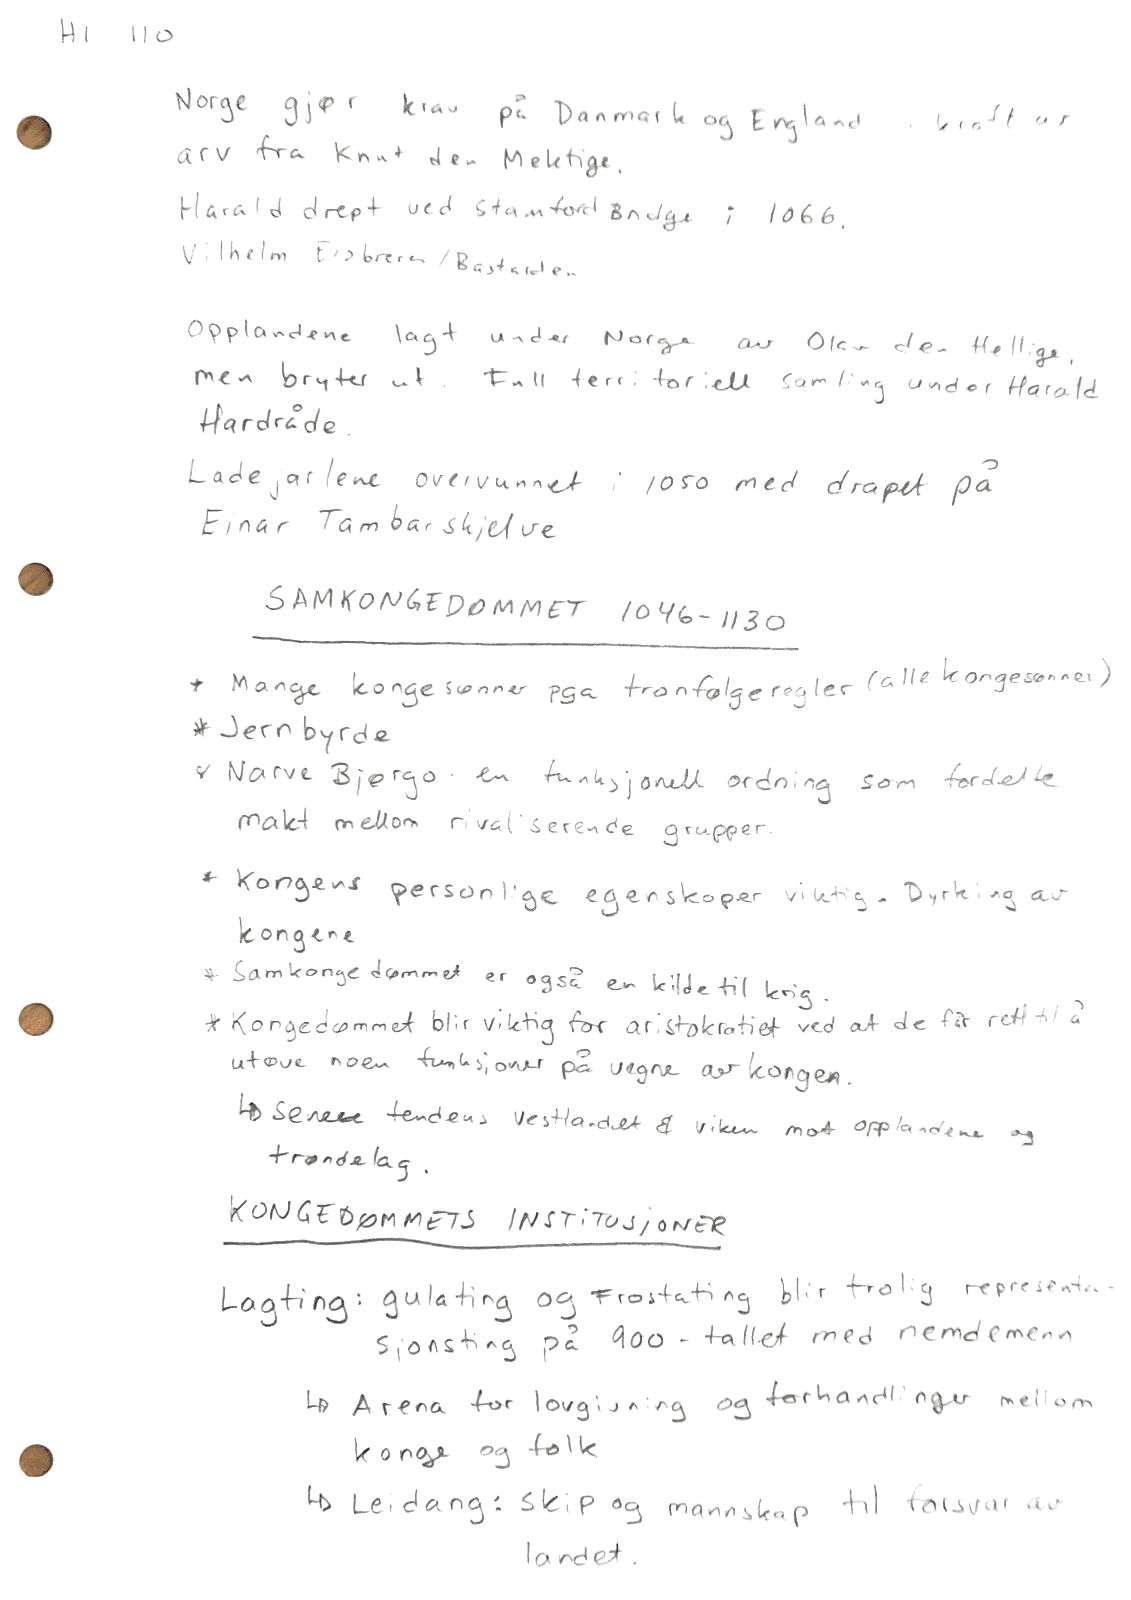 HI 110
Norge gjør krav på Danmark og England i kraft av
arv fra Knut den Mektige.
Harald drept ved Stamford Bridge i 1066.
Vilhelm Erobreren/Bastarden
Opplandene lagt under Norge av Olav den Hellige,
men bryter ut. Full territoriell samling under Harald
Hardråde.
Ladejarlene overvunnet i 1050 med drapet på
Einar Tambarskjelve
SAMKONGEDØMMET 1046-1130
* Mange kongesønner pga tronfølgeregler (alle kongesønner)
* Jernbyrde
* Narve Bjørgo. en funksjonell ordning som fordelte
makt mellom rivaliserende grupper.
* Kongens personlige egenskaper viktig. Dyrking av
kongene
* Samkongedømmet er også en kilde til krig.
* Kongedømmet blir viktig for aristokratiet ved at de får rett til å
utøve noen funksjoner på vegne av kongen.
↳ Senere tendens Vestlandet & viken mot opplandene og
trøndelag.
KONGEDØMMETS INSTITUSJONER
Lagting: gulating og Frostating blir trolig representa-
sjonsting på 900-tallet med nemdemenn
↳ Arena for lovgivning og forhandlinger mellom
konge og folk
↳ Leidang: skip og mannskap til forsvar av
landet.